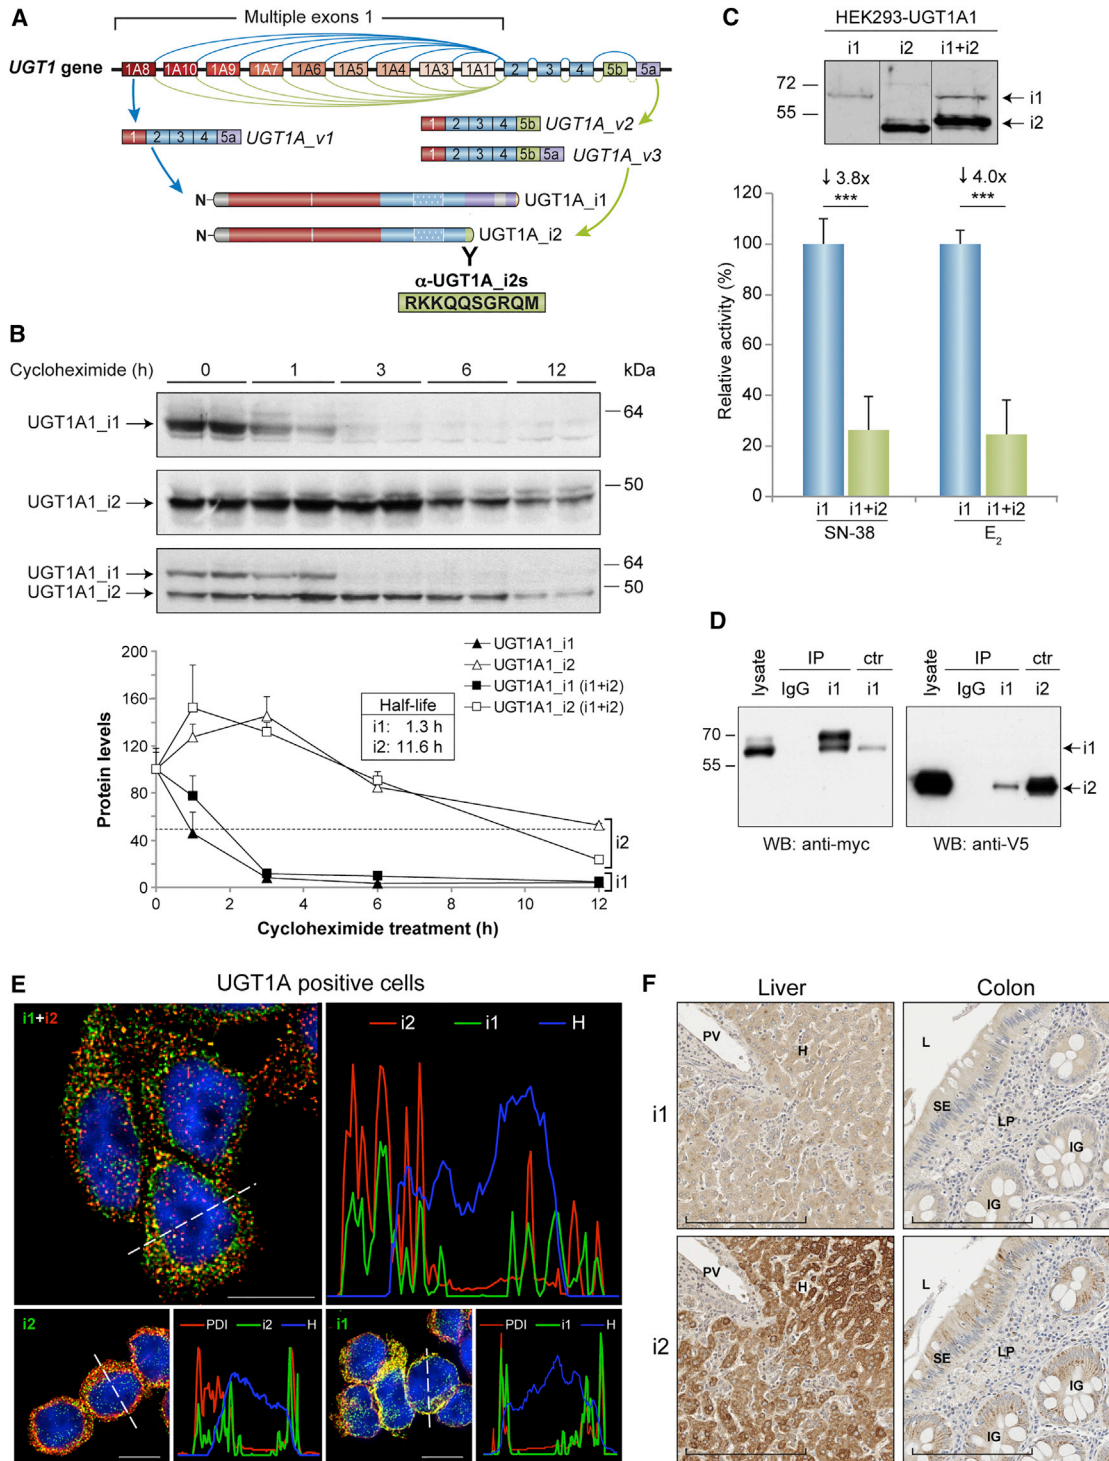 A
Multiple exons 1
UGT1 gene
1A8 1A10 1A9 1A7 1A6 1A5 1A4 1A3 1A1 2 3 4 5b 5a
1 2 3 4 5a UGT1A_v1
1 2 3 4 5b UGT1A_v2
1 2 3 4 5b 5a UGT1A_v3
N UGT1A_i1
N UGT1A_i2
Y
α-UGT1A_i2s
RKKQQSGRQM
B
Cycloheximide (h) 0 1 3 6 12 kDa
UGT1A1_i1 64
UGT1A1_i2 50
UGT1A1_i1 64
UGT1A1_i2 50
UGT1A1_i1
UGT1A1_i2
UGT1A1_i1 (i1+i2)
UGT1A1_i2 (i1+i2)
Half-life
i1: 1.3 h
i2: 11.6 h
Protein levels
200
160
120
80
40
0
i2
i1
0 2 4 6 8 10 12
Cycloheximide treatment (h)
C
HEK293-UGT1A1
i1 i2 i1+i2
72
55
i1
i2
↓ 3.8x ↓ 4.0x
*** ***
Relative activity (%)
120
100
80
60
40
20
0
i1 i1+i2 i1 i1+i2
SN-38 E2
D
lysate IP ctr lysate IP ctr
IgG i1 i1 IgG i1 i2
70
55
i1
i2
WB: anti-myc WB: anti-V5
E
UGT1A positive cells
i1+i2
i2 i1 H
i2
PDI i2 H
i1
PDI i1 H
F
Liver Colon
i1
PV H
L SE LP IG IG
i2
PV H
L SE LP IG IG